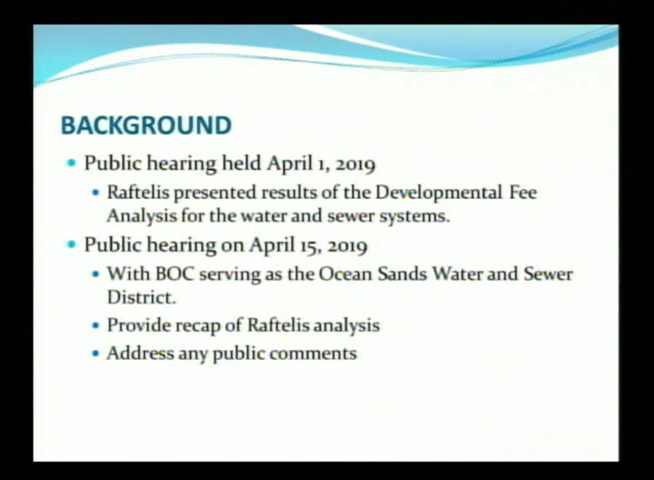 BACKGROUND
Public hearing held April 1, 2019
Raftelis presented results of the Developmental Fee
Analysis for the water and sewer systems.
Public hearing on April 15, 2019
With BOC serving as the Ocean Sands Water and Sewer
District.
Provide recap of Raftelis analysis
Address any public comments